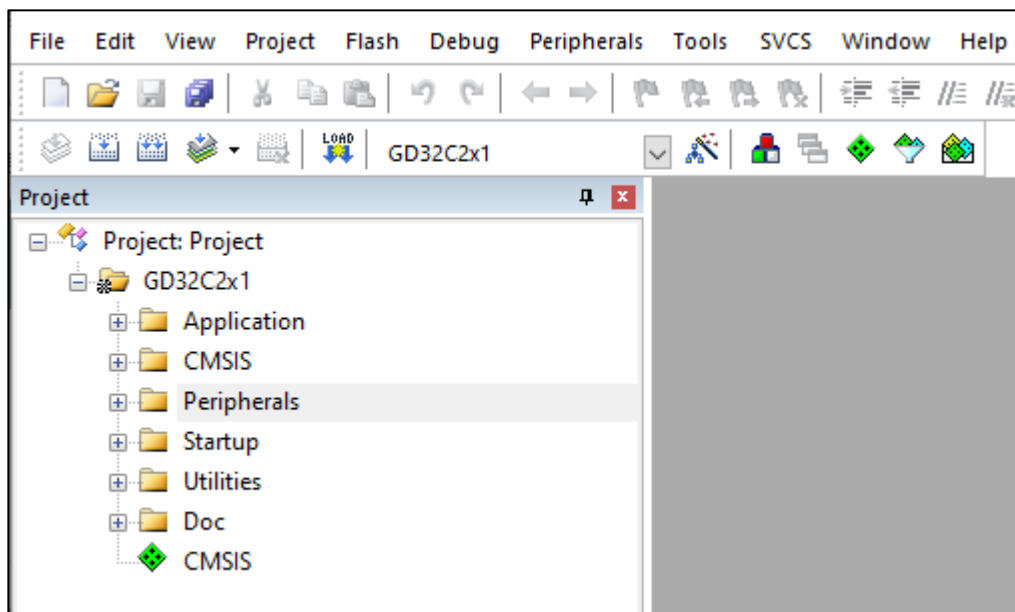 File Edit View Project Flash Debug Peripherals Tools SVCS Window Help
LOAD
GD32C2x1
Project
Project: Project
GD32C2x1
Application
CMSIS
Peripherals
Startup
Utilities
Doc
CMSIS